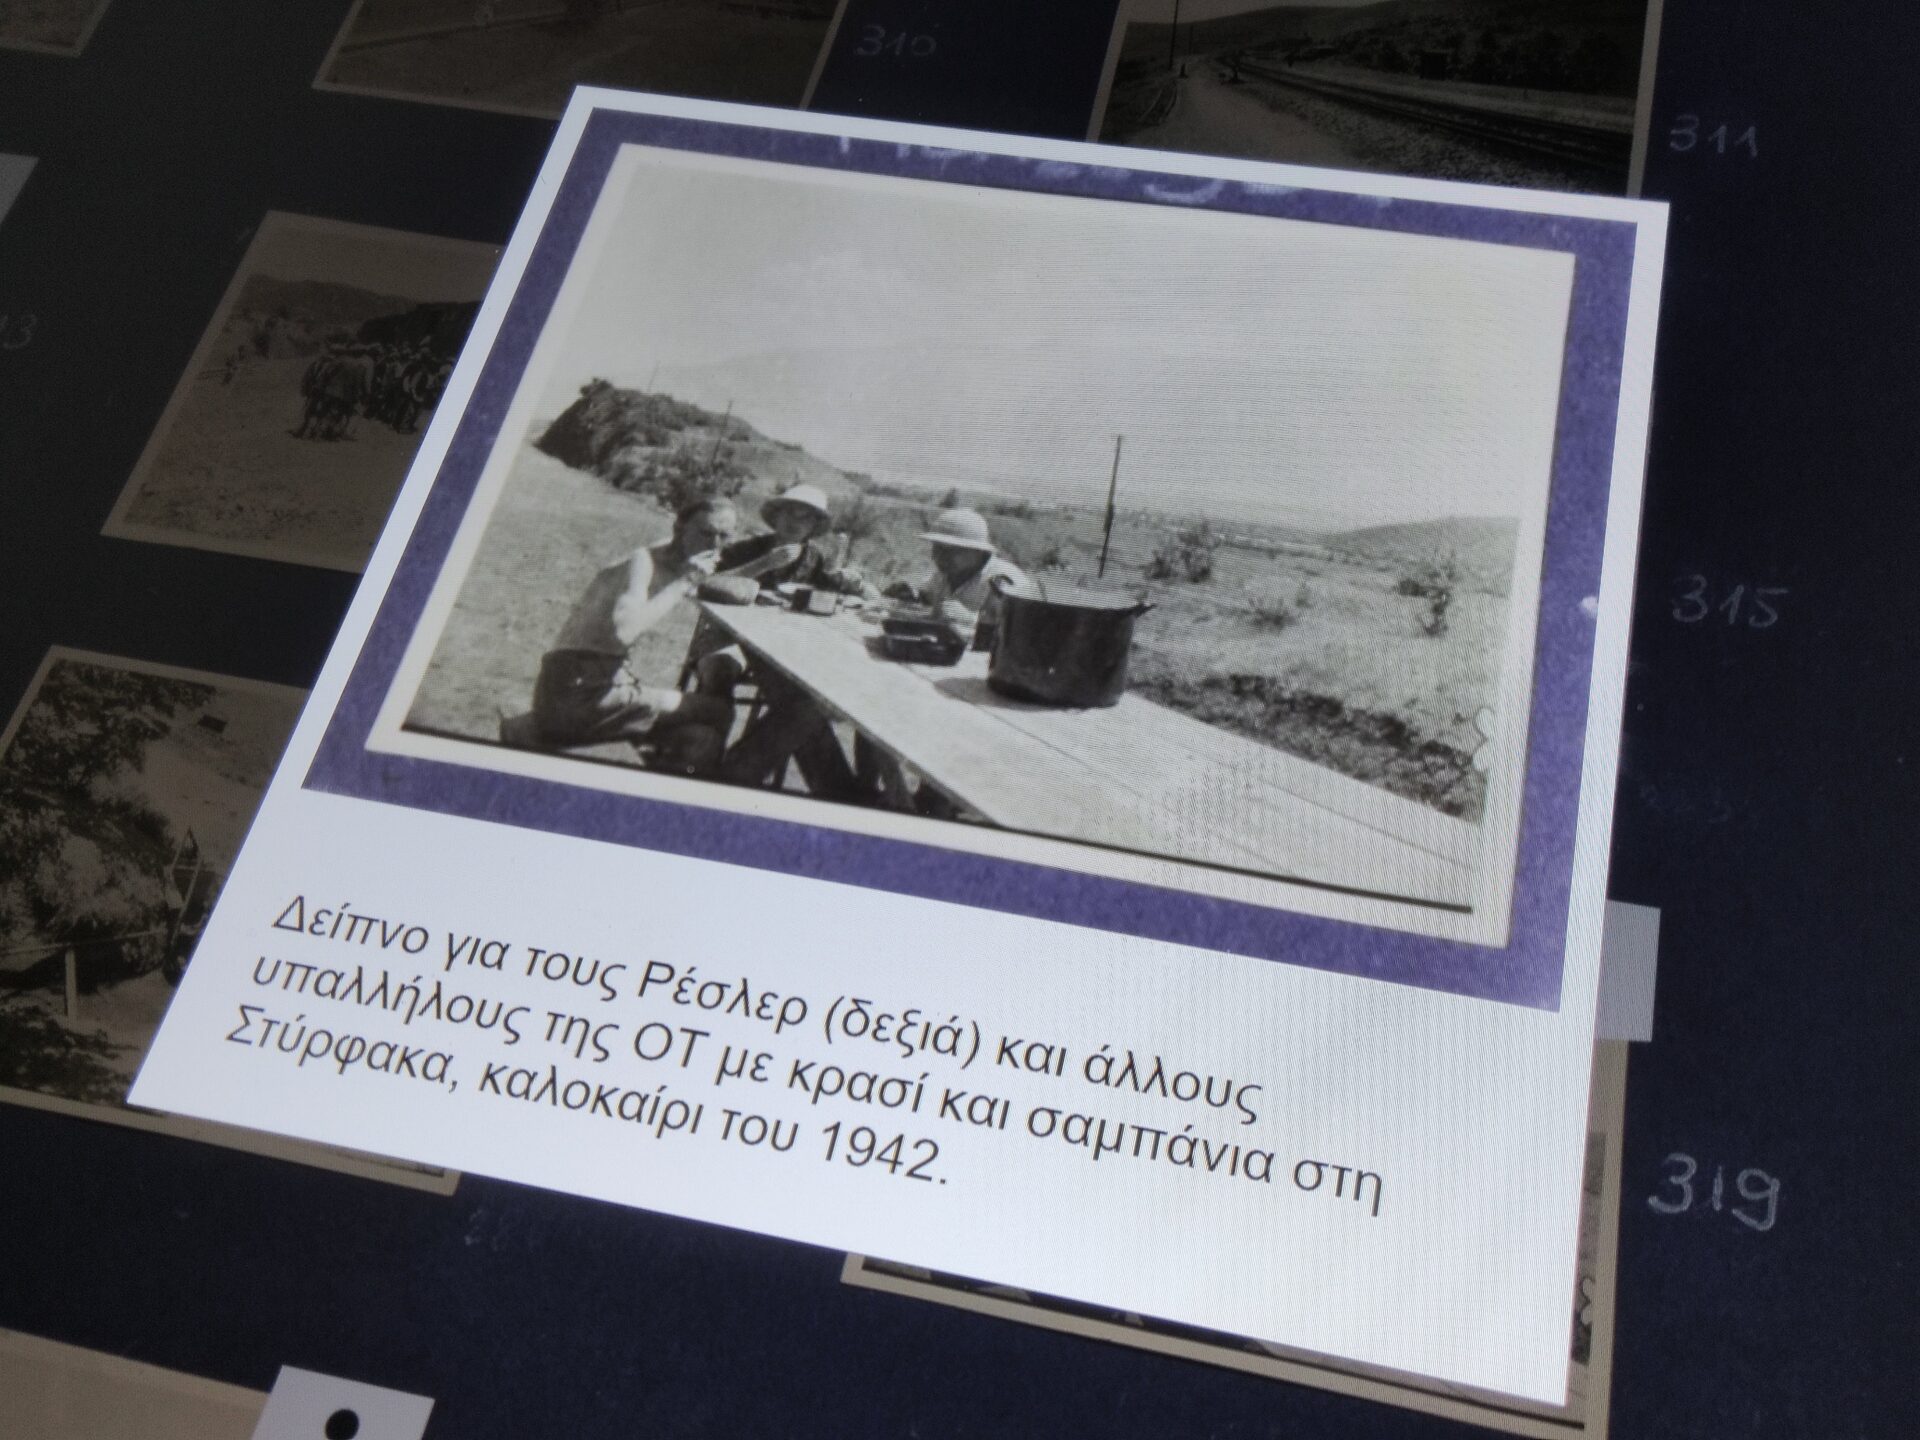 310
311
13
315
Δείπνο για τους Ρέσλερ (δεξιά) και άλλους
υπαλλήλους της ΟΤ με κρασί και σαμπάνια στη
Στύρφακα, καλοκαίρι του 1942.
319